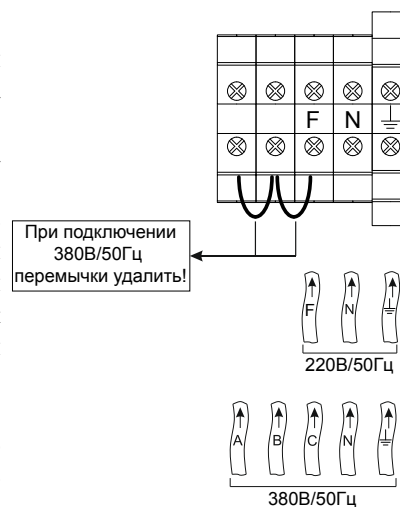 F N
При подключении
380В/50Гц
перемычки удалить!
F N
220В/50Гц
A B C N
380В/50Гц